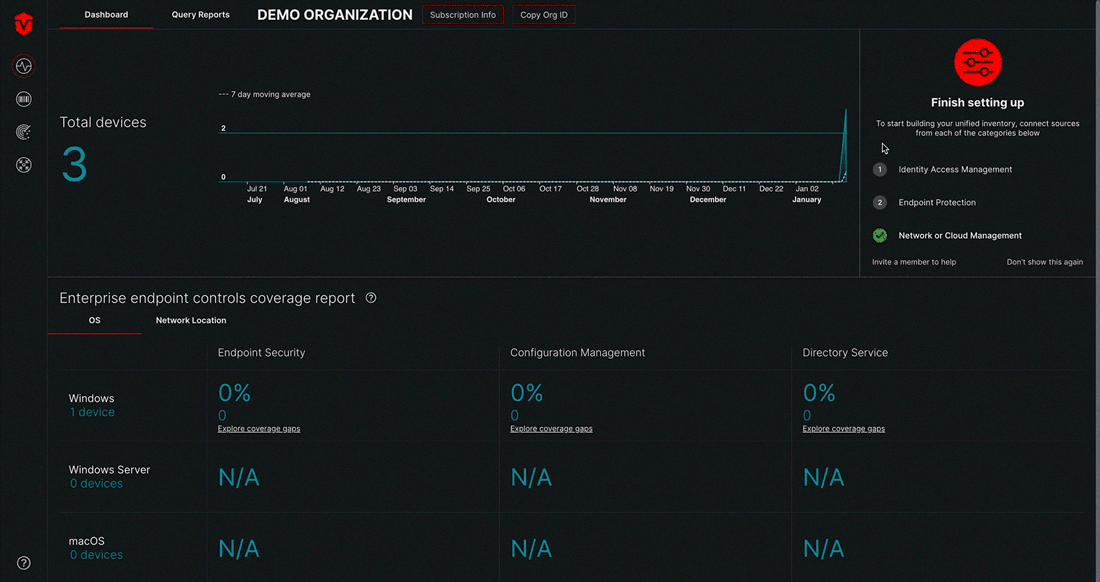 Dashboard
Query Reports
DEMO ORGANIZATION
Subscription Info
Copy Org ID
--- 7 day moving average
Total devices
3
2
0
Jul 21 Aug 01 Aug 12 Aug 23 Sep 03 Sep 14 Sep 25 Oct 06 Oct 17 Oct 28 Nov 08 Nov 19 Nov 30 Dec 11 Dec 22 Jan 02
July August September October November December January
Finish setting up
To start building your unified inventory, connect sources
from each of the categories below
1 Identity Access Management
2 Endpoint Protection
Network or Cloud Management
Invite a member to help
Don't show this again
Enterprise endpoint controls coverage report ?
OS
Network Location
Endpoint Security Configuration Management Directory Service
Windows
1 device
0% 0% 0%
0 0 0
Explore coverage gaps Explore coverage gaps Explore coverage gaps
Windows Server
0 devices
N/A N/A N/A
macOS
0 devices
N/A N/A N/A
?